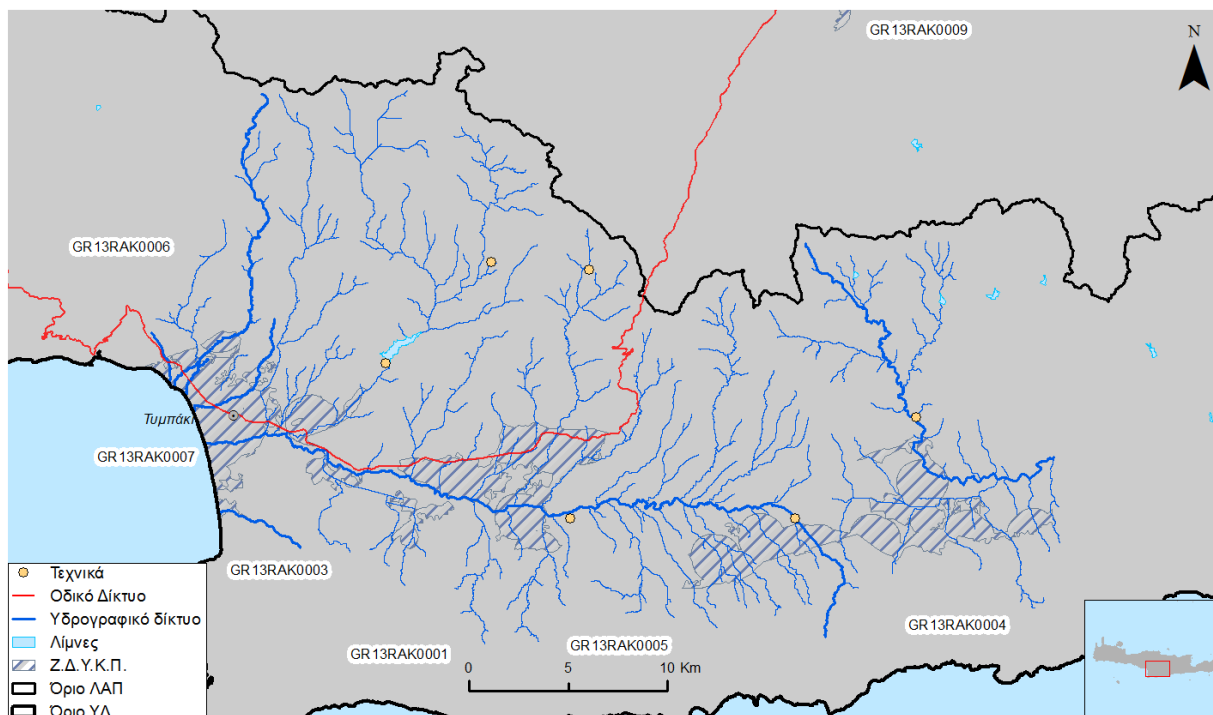 GR13RAK0009
N
GR13RAK0006
Τυμπάκι
GR13RAK0007
GR13RAK0003
GR13RAK0004
GR13RAK0005
GR13RAK0001
0 5 10 Km
Τεχνικά
Οδικό Δίκτυο
Υδρογραφικό δίκτυο
Λίμνες
Ζ.Δ.Υ.Κ.Π.
Όριο ΛΑΠ
Όριο ΥΔ